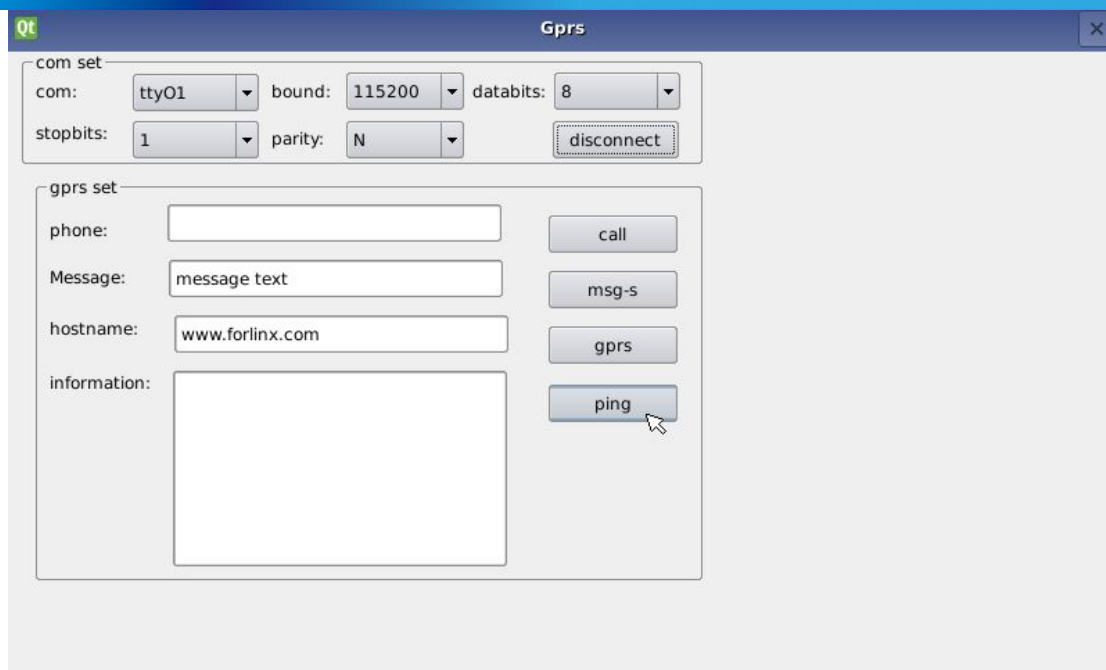 Qt Gprs
com set
com: ttyO1 bound: 115200 databits: 8
stopbits: 1 parity: N disconnect
gprs set
phone: call
Message: message text msg-s
hostname: www.forlinx.com gprs
information: ping